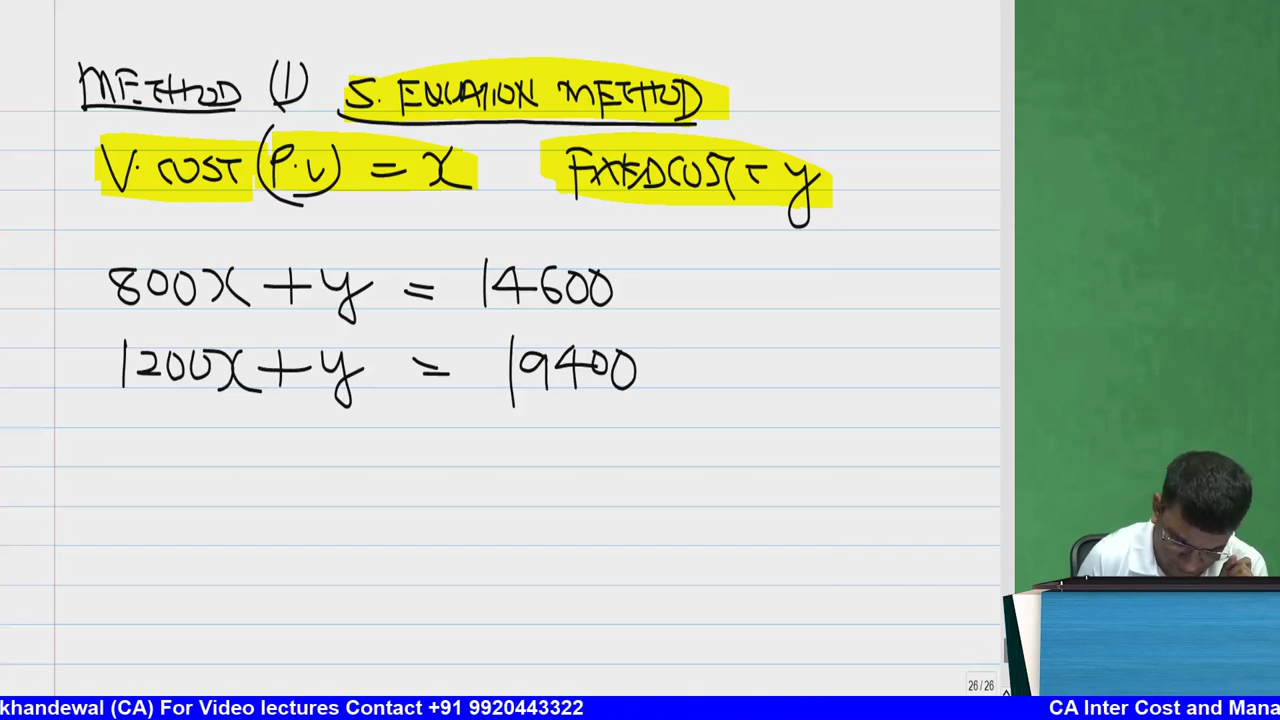 METHOD (1) S. EQUATION METHOD
V. COST (P.U) = x FIXED COST = y
800x + y = 14600
1200x + y = 19400
26 / 26
khandewal (CA) For Video lectures Contact +91 9920443322 CA Inter Cost and Mana